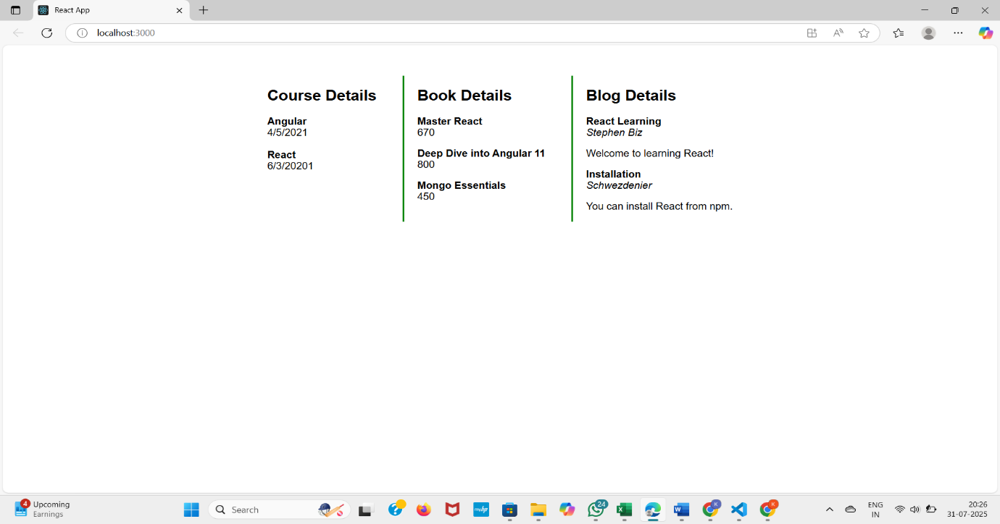 React App
localhost:3000
Course Details
Angular
4/5/2021
React
6/3/20201
Book Details
Master React
670
Deep Dive into Angular 11
800
Mongo Essentials
450
Blog Details
React Learning
Stephen Biz
Welcome to learning React!
Installation
Schwezdenier
You can install React from npm.
4
Upcoming
Earnings
Search
myhp
24
K
K
ENG
IN
20:26
31-07-2025